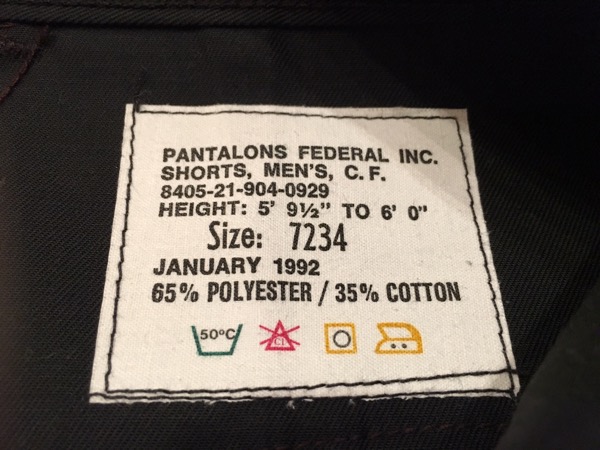 PANTALONS FEDERAL INC.
SHORTS, MEN'S, C.F.
8405-21-904-0929
HEIGHT: 5' 9½" TO 6' 0"
Size: 7234
JANUARY 1992
65% POLYESTER / 35% COTTON
50°C Cl